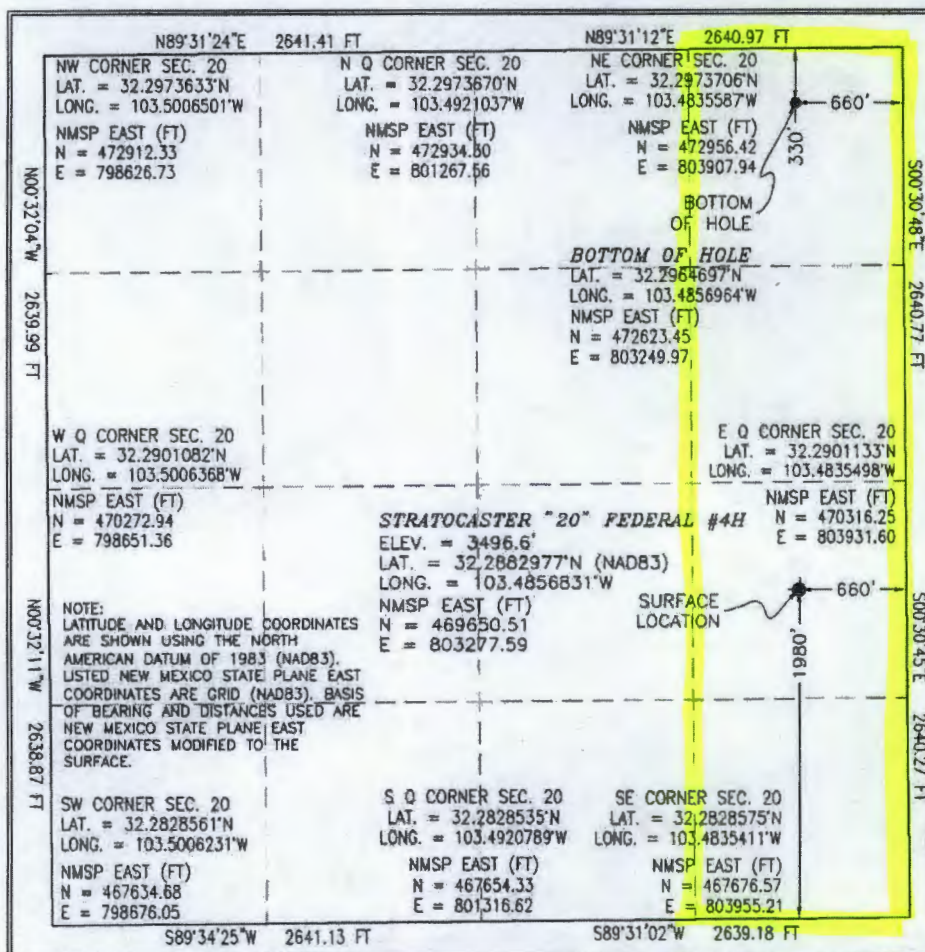 N89°31'24"E 2641.41 FT
N89°31'12"E 2640.97 FT
NW CORNER SEC. 20
LAT. = 32.2973633'N
LONG. = 103.5006501'W
NMSP EAST (FT)
N = 472912.33
E = 798626.73
N Q CORNER SEC. 20
LAT. = 32.2973670'N
LONG. = 103.4921037'W
NMSP EAST (FT)
N = 472934.30
E = 801267.56
NE CORNER SEC. 20
LAT. = 32.2973706'N
LONG. = 103.4835587'W
NMSP EAST (FT)
N = 472956.42
E = 803907.94
660'
330'
BOTTOM
OF HOLE
N00°32'04"W 2639.99 FT
S00°30'48"E 2640.77 FT
BOTTOM OF HOLE
LAT. = 32.2964697'N
LONG. = 103.4856964'W
NMSP EAST (FT)
N = 472623.45
E = 803249.97
W Q CORNER SEC. 20
LAT. = 32.2901082'N
LONG. = 103.5006368'W
NMSP EAST (FT)
N = 470272.94
E = 798651.36
E Q CORNER SEC. 20
LAT. = 32.2901133'N
LONG. = 103.4835498'W
NMSP EAST (FT)
N = 470316.25
E = 803931.60
STRATOCASTER "20" FEDERAL #4H
ELEV. = 3496.6'
LAT. = 32.2882977'N (NAD83)
LONG. = 103.4856831'W
NMSP EAST (FT)
N = 469650.51
E = 803277.59
SURFACE
LOCATION
660'
1980'
N00°32'11"W 2638.87 FT
S00°30'45"E 2640.27 FT
NOTE:
LATITUDE AND LONGITUDE COORDINATES
ARE SHOWN USING THE NORTH
AMERICAN DATUM OF 1983 (NAD83).
LISTED NEW MEXICO STATE PLANE EAST
COORDINATES ARE GRID (NAD83). BASIS
OF BEARING AND DISTANCES USED ARE
NEW MEXICO STATE PLANE EAST
COORDINATES MODIFIED TO THE
SURFACE.
SW CORNER SEC. 20
LAT. = 32.2828561'N
LONG. = 103.5006231'W
NMSP EAST (FT)
N = 467634.68
E = 798676.05
S Q CORNER SEC. 20
LAT. = 32.2828535'N
LONG. = 103.4920789'W
NMSP EAST (FT)
N = 467654.33
E = 801316.62
SE CORNER SEC. 20
LAT. = 32.2828575'N
LONG. = 103.4835411'W
NMSP EAST (FT)
N = 467676.57
E = 803955.21
S89°34'25"W 2641.13 FT
S89°31'02"W 2639.18 FT